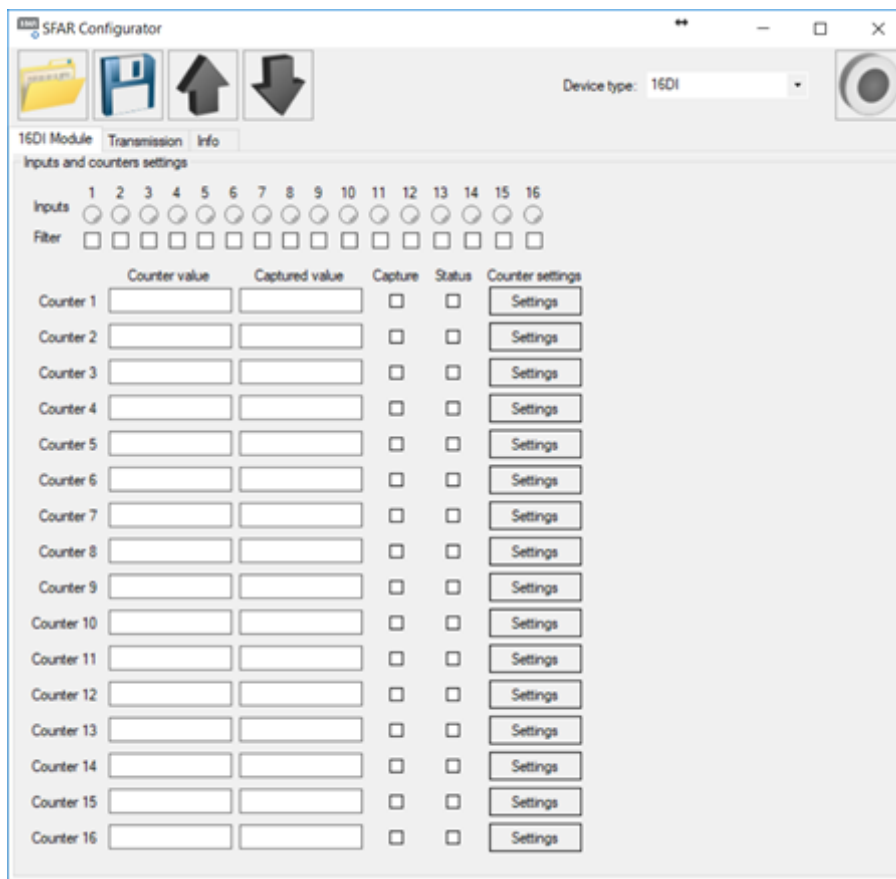 SFAR Configurator
Device type: 16DI
16DI Module Transmission Info
Inputs and counters settings
1 2 3 4 5 6 7 8 9 10 11 12 13 14 15 16
Inputs
Filter
Counter value Captured value Capture Status Counter settings
Counter 1 Settings
Counter 2 Settings
Counter 3 Settings
Counter 4 Settings
Counter 5 Settings
Counter 6 Settings
Counter 7 Settings
Counter 8 Settings
Counter 9 Settings
Counter 10 Settings
Counter 11 Settings
Counter 12 Settings
Counter 13 Settings
Counter 14 Settings
Counter 15 Settings
Counter 16 Settings